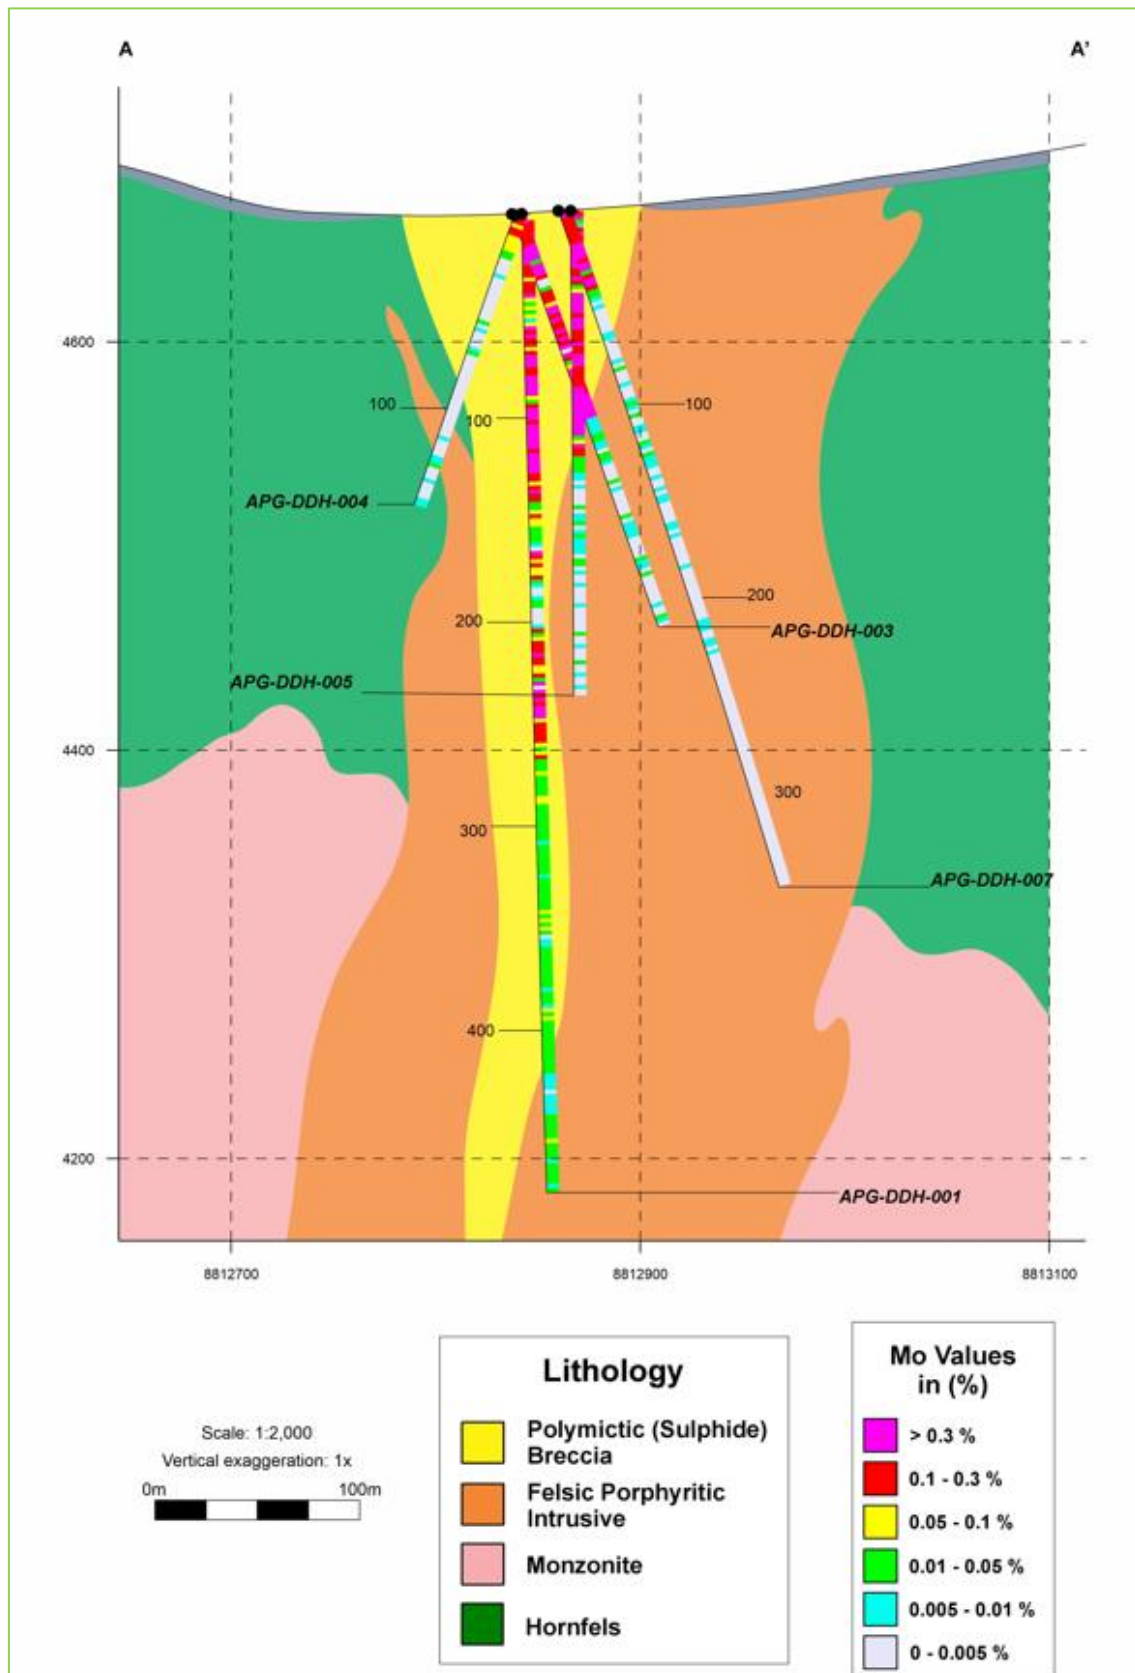 A A'
4600
100
100
100
APG-DDH-004
200
200
APG-DDH-003
APG-DDH-005
4400
300
300
APG-DDH-007
400
4200
APG-DDH-001
8812700 8812900 8813100
Scale: 1:2,000
Vertical exaggeration: 1x
0m 100m
Lithology
Polymictic (Sulphide)
Breccia
Felsic Porphyritic
Intrusive
Monzonite
Hornfels
Mo Values
in (%)
> 0.3 %
0.1 - 0.3 %
0.05 - 0.1 %
0.01 - 0.05 %
0.005 - 0.01 %
0 - 0.005 %